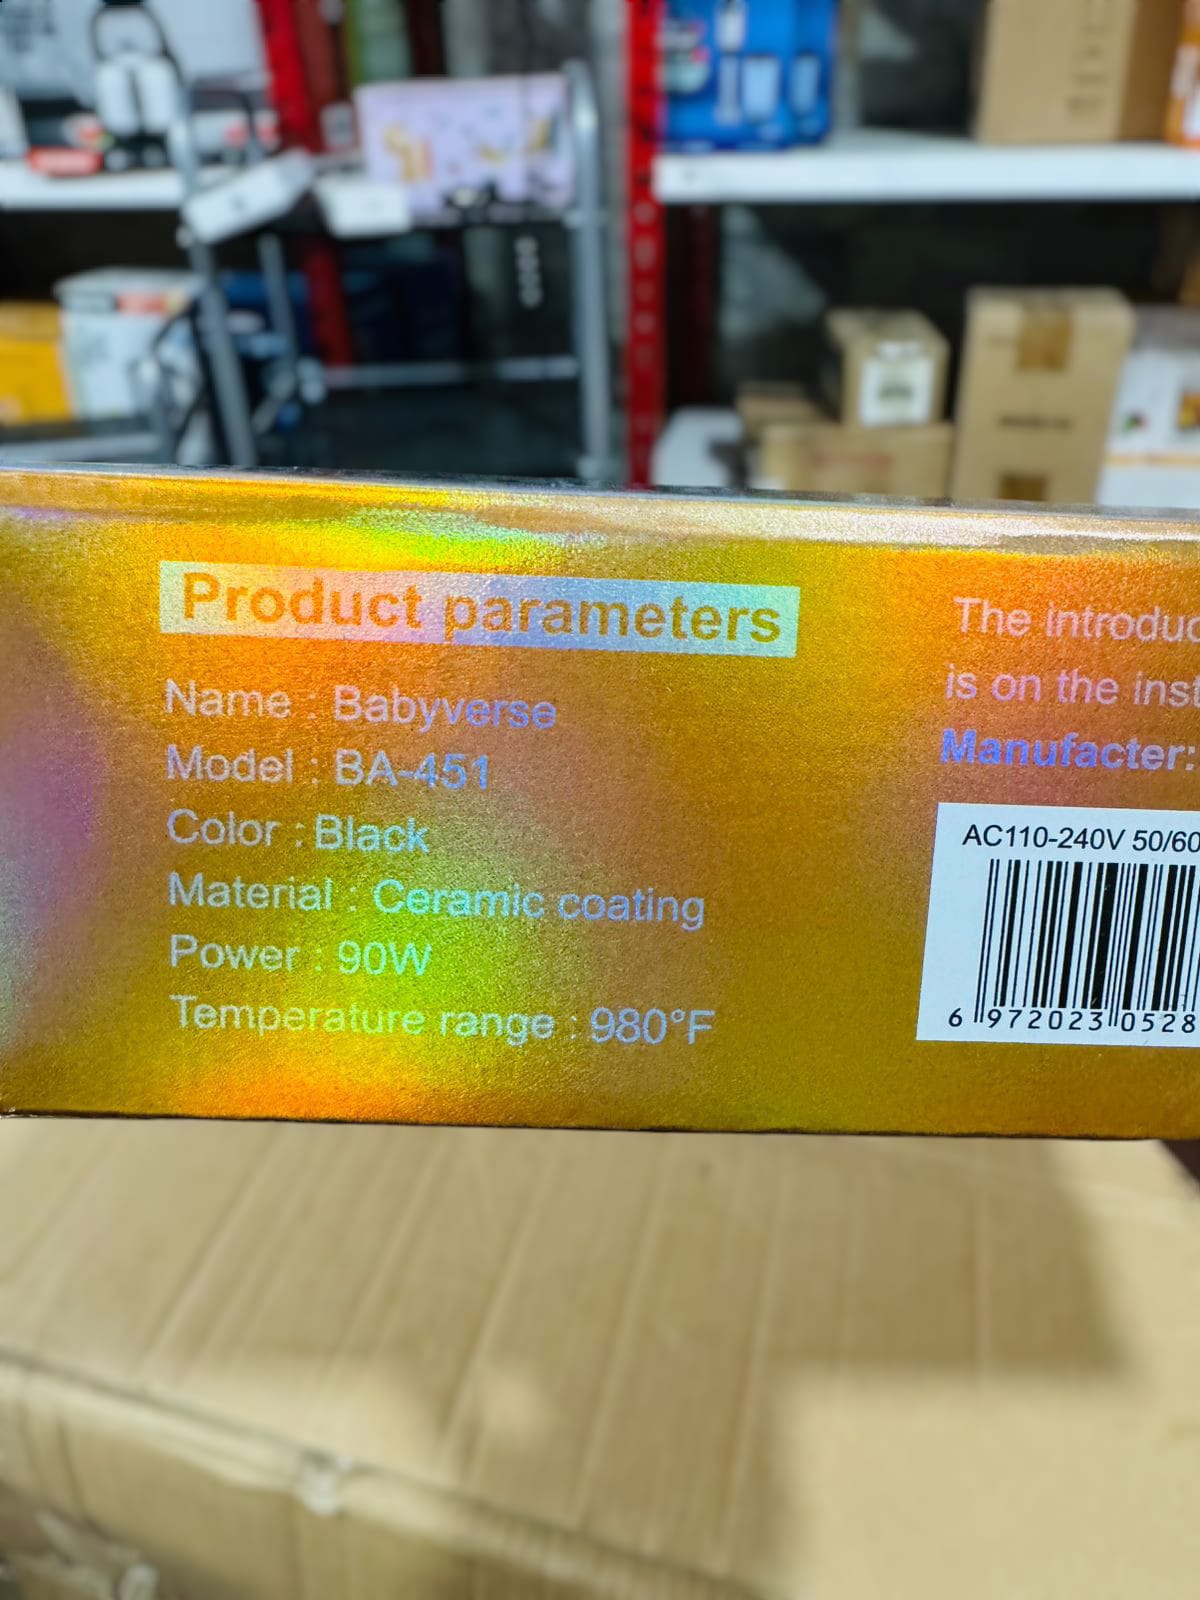 Product parameters
Name : Babyverse
Model : BA-451
Color : Black
Material : Ceramic coating
Power : 90W
Temperature range : 980°F
The introduc
is on the inst
Manufacter:
AC110-240V 50/60
6 972023 0528